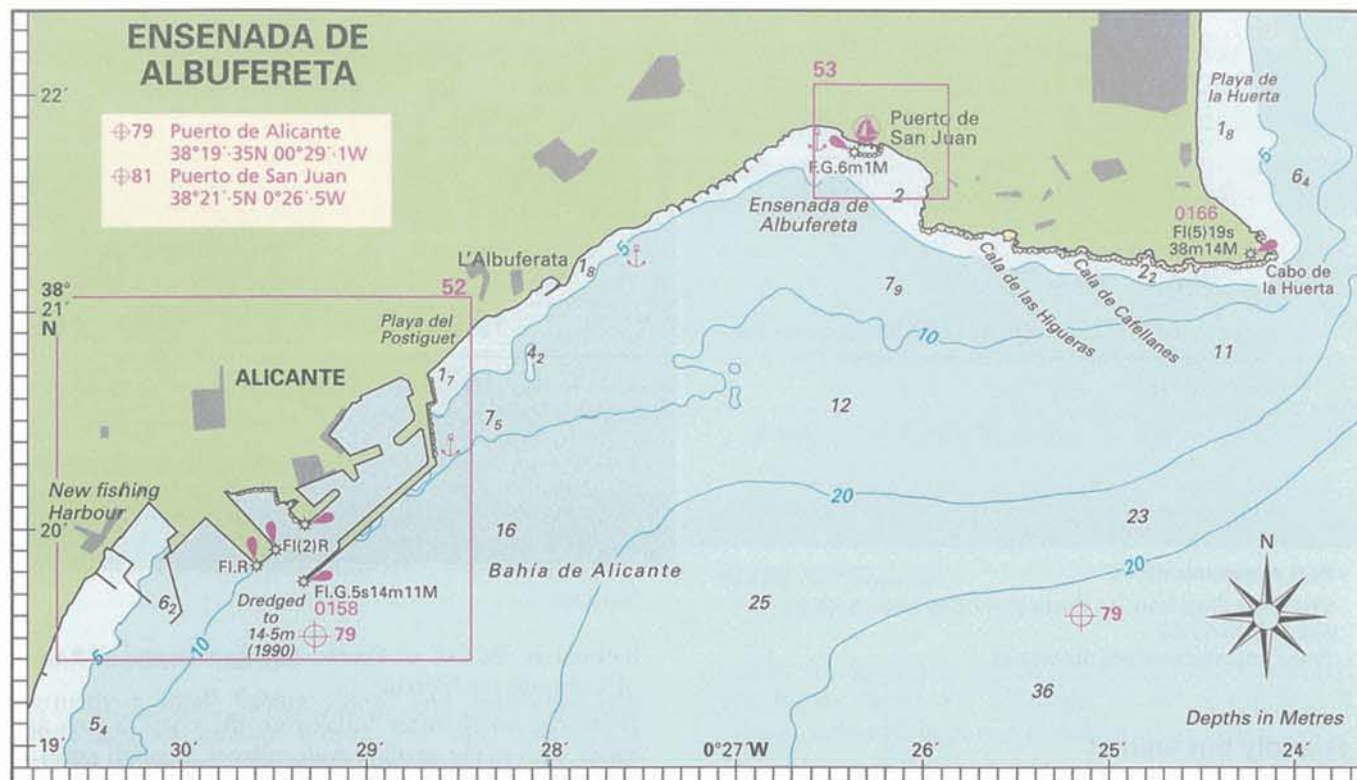 ENSENADA DE
ALBUFERETA
79 Puerto de Alicante
38°19'·35N 00°29'·1W
81 Puerto de San Juan
38°21'·5N 0°26'·5W
53
Puerto de
San Juan
F.G.6m1M
2
Ensenada de
Albufereta
Playa de
la Huerta
1₈
5
6₄
0166
Fl(5)19s
38m14M
Cabo de
la Huerta
2₂
Cala de las Higueras
Cala de Cafellanes
L'Albuferata
1₈
5
7₉
10
11
52
Playa del
Postiguet
ALICANTE
1₇
4₂
7₅
12
20
23
16
Bahía de Alicante
25
20
New fishing
Harbour
Fl.R
Fl(2)R
Fl.G.5s14m11M
0158
79
Dredged
to
14·5m
(1990)
6₂
10
5
5₄
79
36
N
Depths in Metres
22'
38°
21'
N
20'
19'
30
29
28
0°27'W
26
25
24